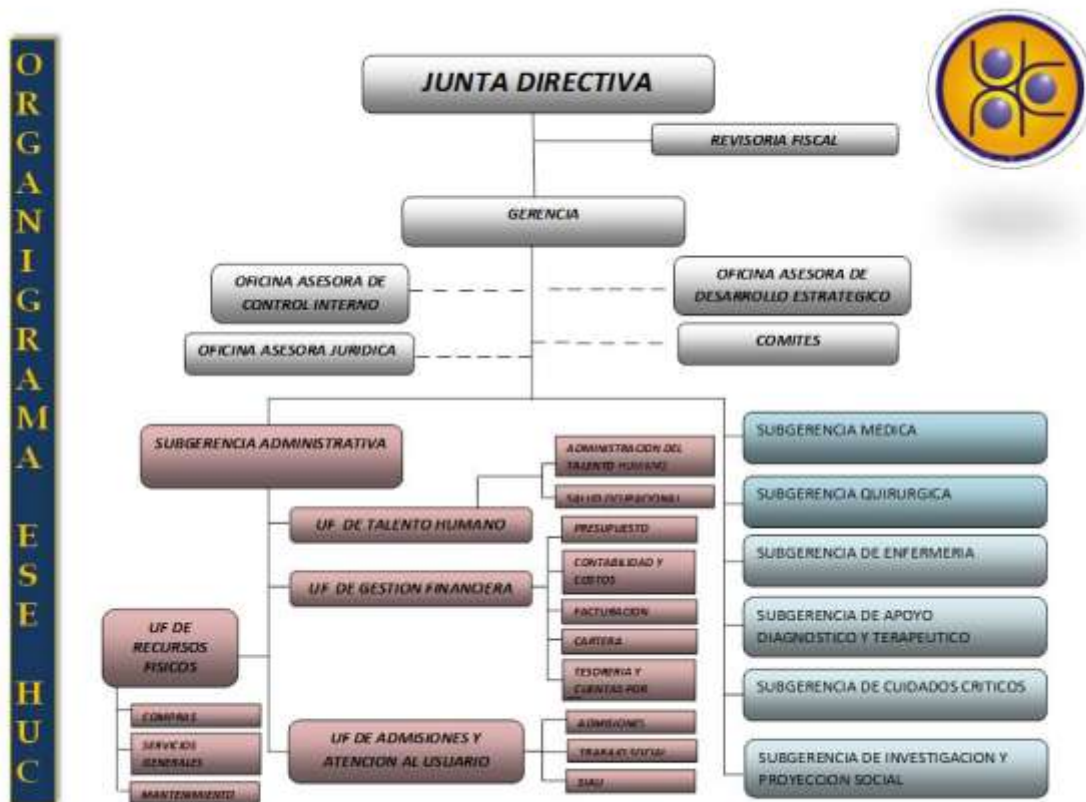 ORGANIGRAMA ESE HUC
JUNTA DIRECTIVA
REVISORIA FISCAL
GERENCIA
OFICINA ASESORA DE
CONTROL INTERNO
OFICINA ASESORA DE
DESARROLLO ESTRATEGICO
OFICINA ASESORA JURIDICA
COMITES
SUBGERENCIA ADMINISTRATIVA
ADMINISTRACION DEL
TALENTO HUMANO
SALUD OCUPACIONAL
UF DE TALENTO HUMANO
PRESUPUESTO
CONTABILIDAD Y
COSTOS
UF DE GESTION FINANCIERA
FACTURACION
CARTERA
TESORERIA Y
CUENTAS POR
UF DE
RECURSOS
FISICOS
COMPRAS
SERVICIOS
GENERALES
MANTENIMIENTO
UF DE ADMISIONES Y
ATENCION AL USUARIO
ADMISIONES
TRABAJO SOCIAL
SIAU
SUBGERENCIA MEDICA
SUBGERENCIA QUIRURGICA
SUBGERENCIA DE ENFERMERIA
SUBGERENCIA DE APOYO
DIAGNOSTICO Y TERAPEUTICO
SUBGERENCIA DE CUIDADOS CRITICOS
SUBGERENCIA DE INVESTIGACION Y
PROYECCION SOCIAL